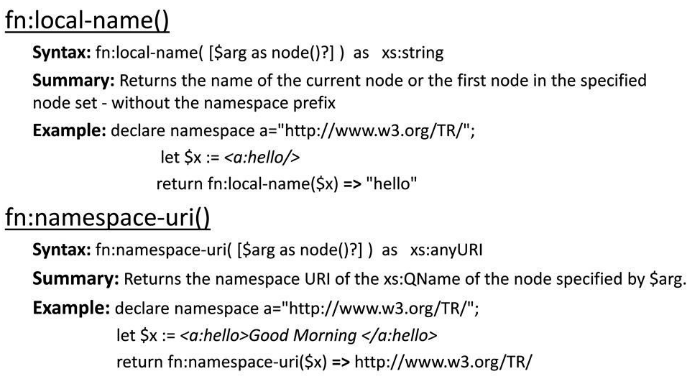 fn:local-name()
Syntax: fn:local-name( [$arg as node()?] ) as xs:string
Summary: Returns the name of the current node or the first node in the specified
node set - without the namespace prefix
Example: declare namespace a="http://www.w3.org/TR/";
let $x := <a:hello/>
return fn:local-name($x) => "hello"
fn:namespace-uri()
Syntax: fn:namespace-uri( [$arg as node()?] ) as xs:anyURI
Summary: Returns the namespace URI of the xs:QName of the node specified by $arg.
Example: declare namespace a="http://www.w3.org/TR/";
let $x := <a:hello>Good Morning </a:hello>
return fn:namespace-uri($x) => http://www.w3.org/TR/